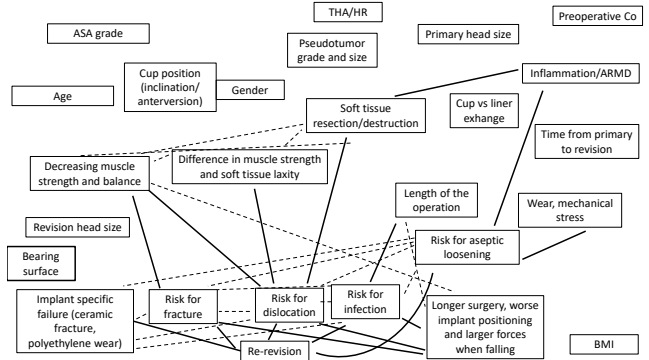 THA/HR
Preoperative Co
ASA grade
Primary head size
Pseudotumor
grade and size
Cup position
(inclination/
anterversion)
Inflammation/ARMD
Age
Gender
Soft tissue
resection/destruction
Cup vs liner
exhange
Time from primary
to revision
Decreasing muscle
strength and balance
Difference in muscle strength
and soft tissue laxity
Length of the
operation
Wear, mechanical
stress
Revision head size
Risk for aseptic
loosening
Bearing
surface
Implant specific
failure (ceramic
fracture,
polyethylene wear)
Risk for
fracture
Risk for
dislocation
Risk for
infection
Longer surgery, worse
implant positioning
and larger forces
when falling
BMI
Re-revision